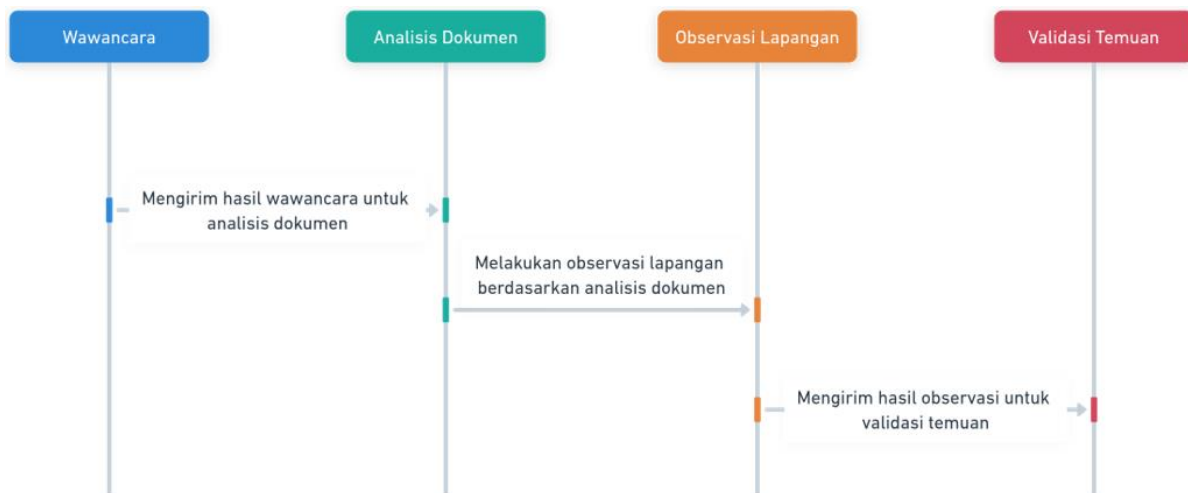 Wawancara
Analisis Dokumen
Observasi Lapangan
Validasi Temuan
Mengirim hasil wawancara untuk
analisis dokumen
Melakukan observasi lapangan
berdasarkan analisis dokumen
Mengirim hasil observasi untuk
validasi temuan